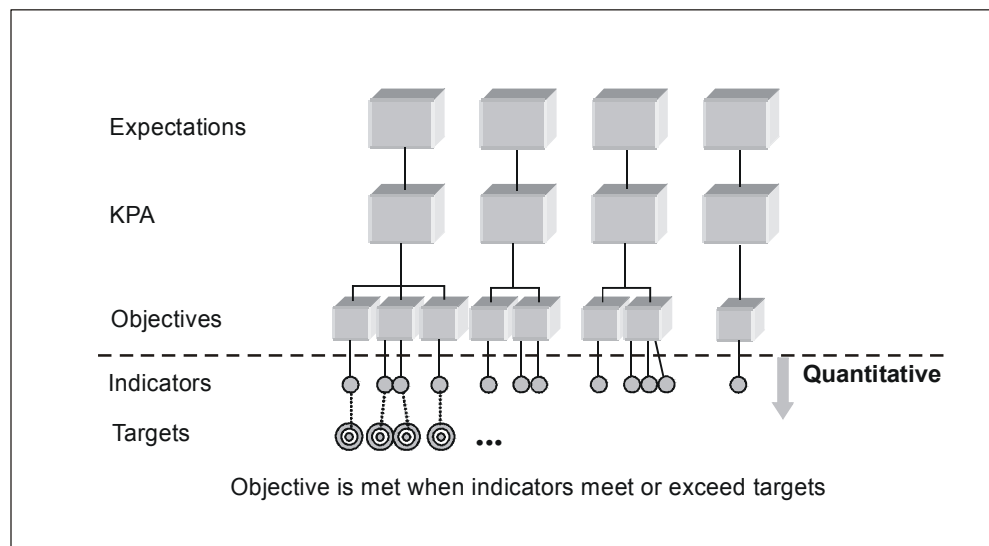 Expectations
KPA
Objectives
Indicators
Quantitative
Targets
...
Objective is met when indicators meet or exceed targets